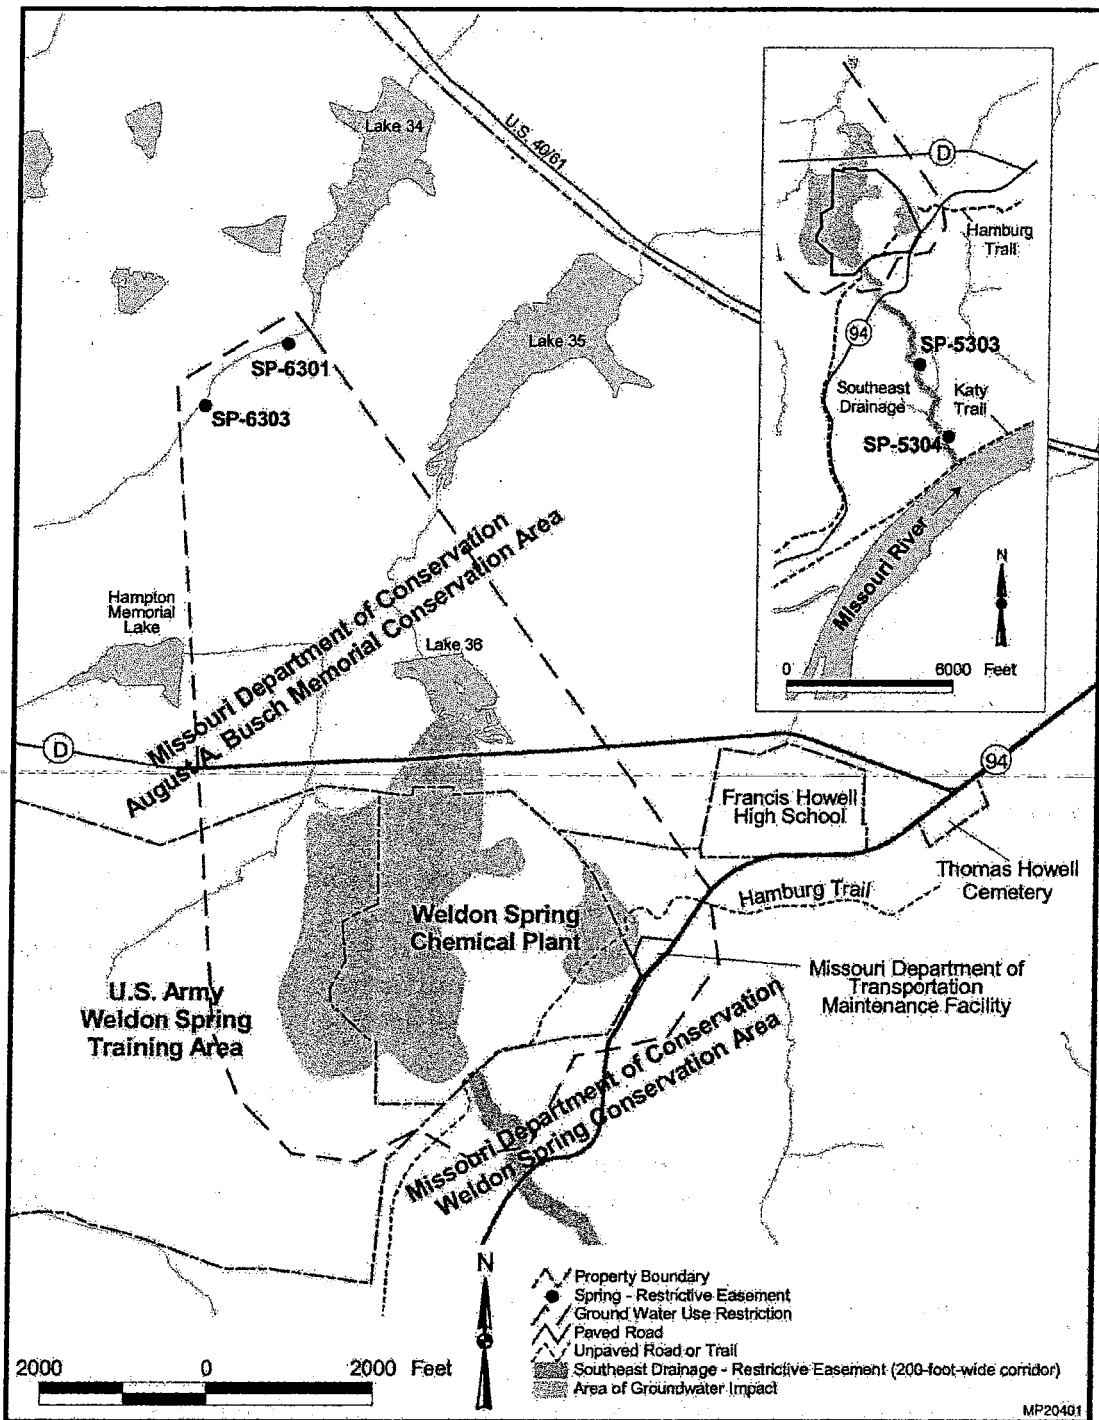 Lake 34
U.S. 40/61
Lake 35
SP-6301
SP-6303
Missouri Department of Conservation
August A. Busch Memorial Conservation Area
Hampton
Memorial
Lake
Lake 36
D
94
Francis Howell
High School
Thomas Howell
Cemetery
Hamburg Trail
Weldon Spring
Chemical Plant
Missouri Department of
Transportation
Maintenance Facility
U.S. Army
Weldon Spring
Training Area
Missouri Department of Conservation
Weldon Spring Conservation Area
D
Hamburg
Trail
94
SP-5303
Southeast
Drainage
Katy
Trail
SP-5304
Missouri River
N
0 6000 Feet
N
2000 0 2000 Feet
Property Boundary
Spring - Restrictive Easement
Ground Water Use Restriction
Paved Road
Unpaved Road or Trail
Southeast Drainage - Restrictive Easement (200-foot-wide corridor)
Area of Groundwater Impact
MP20401